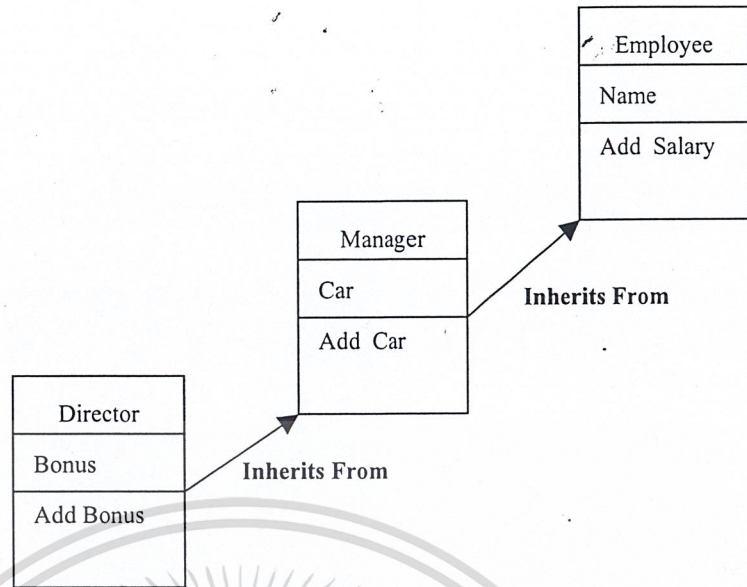 Employee
Name
Add Salary
Manager
Car
Add Car
Inherits From
Director
Bonus
Add Bonus
Inherits From